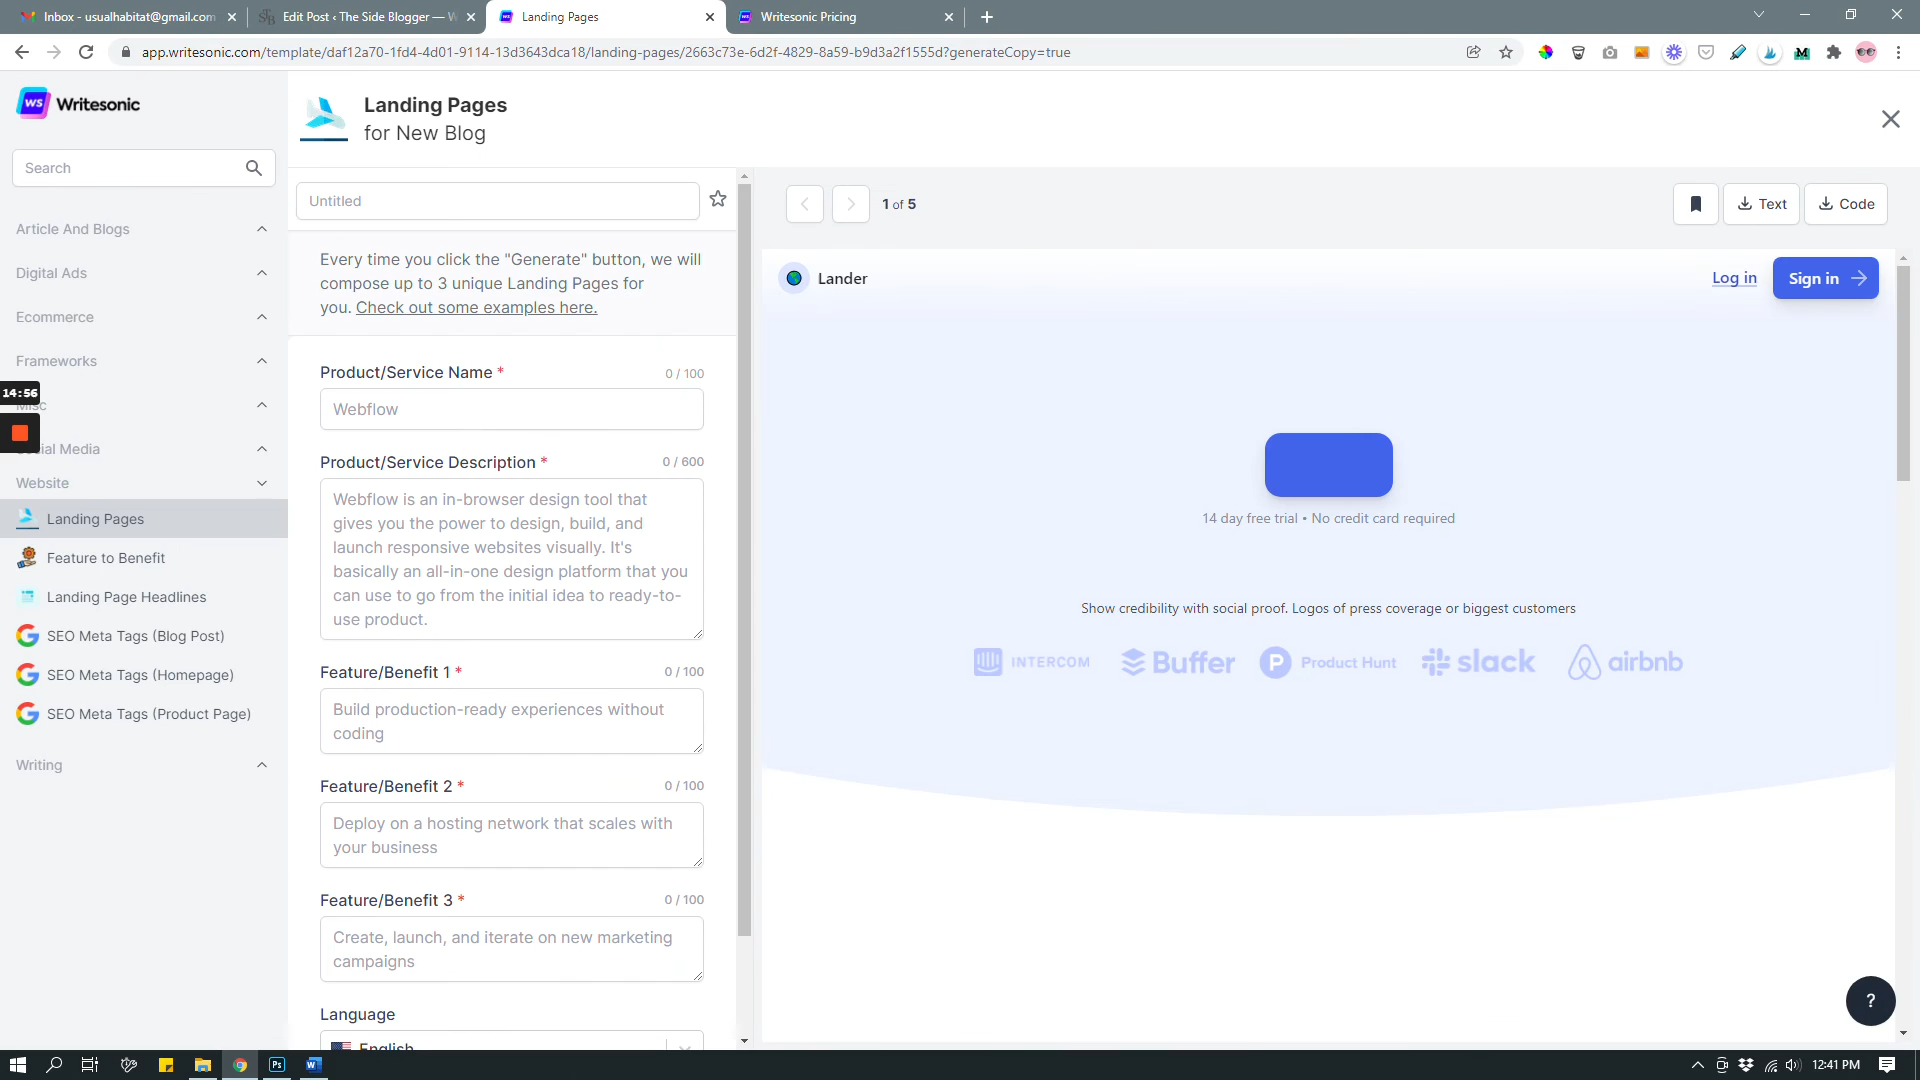 Inbox - usualhabitat@gmail.com
Edit Post ‹ The Side Blogger — W
Landing Pages
Writesonic Pricing
app.writesonic.com/template/daf12a70-1fd4-4d01-9114-13d3643dca18/landing-pages/2663c73e-6d2f-4829-8a59-b9d3a2f1555d?generateCopy=true
WS Writesonic
Search
Article And Blogs
Digital Ads
Ecommerce
Frameworks
14:56
Misc
ial Media
Website
Landing Pages
Feature to Benefit
Landing Page Headlines
SEO Meta Tags (Blog Post)
SEO Meta Tags (Homepage)
SEO Meta Tags (Product Page)
Writing
Landing Pages
for New Blog
Untitled
Every time you click the "Generate" button, we will
compose up to 3 unique Landing Pages for
you. Check out some examples here.
Product/Service Name * 0 / 100
Webflow
Product/Service Description * 0 / 600
Webflow is an in-browser design tool that
gives you the power to design, build, and
launch responsive websites visually. It's
basically an all-in-one design platform that you
can use to go from the initial idea to ready-to-
use product.
Feature/Benefit 1 * 0 / 100
Build production-ready experiences without
coding
Feature/Benefit 2 * 0 / 100
Deploy on a hosting network that scales with
your business
Feature/Benefit 3 * 0 / 100
Create, launch, and iterate on new marketing
campaigns
Language
English
1 of 5
Text
Code
Lander
Log in
Sign in
14 day free trial • No credit card required
Show credibility with social proof. Logos of press coverage or biggest customers
INTERCOM
Buffer
P Product Hunt
slack
airbnb
?
Ps
W
12:41 PM